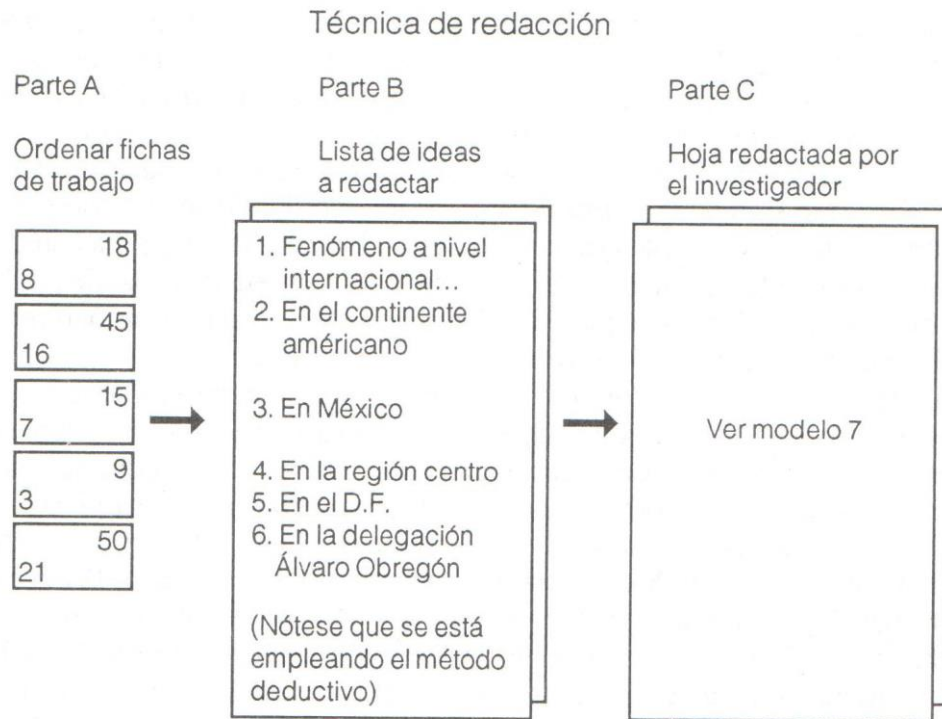 Técnica de redacción
Parte A
Ordenar fichas
de trabajo
18
8
45
16
15
7
9
3
50
21
Parte B
Lista de ideas
a redactar
1. Fenómeno a nivel
internacional...
2. En el continente
américano
3. En México
4. En la región centro
5. En el D.F.
6. En la delegación
Álvaro Obregón
(Nótese que se está
empleando el método
deductivo)
Parte C
Hoja redactada por
el investigador
Ver modelo 7